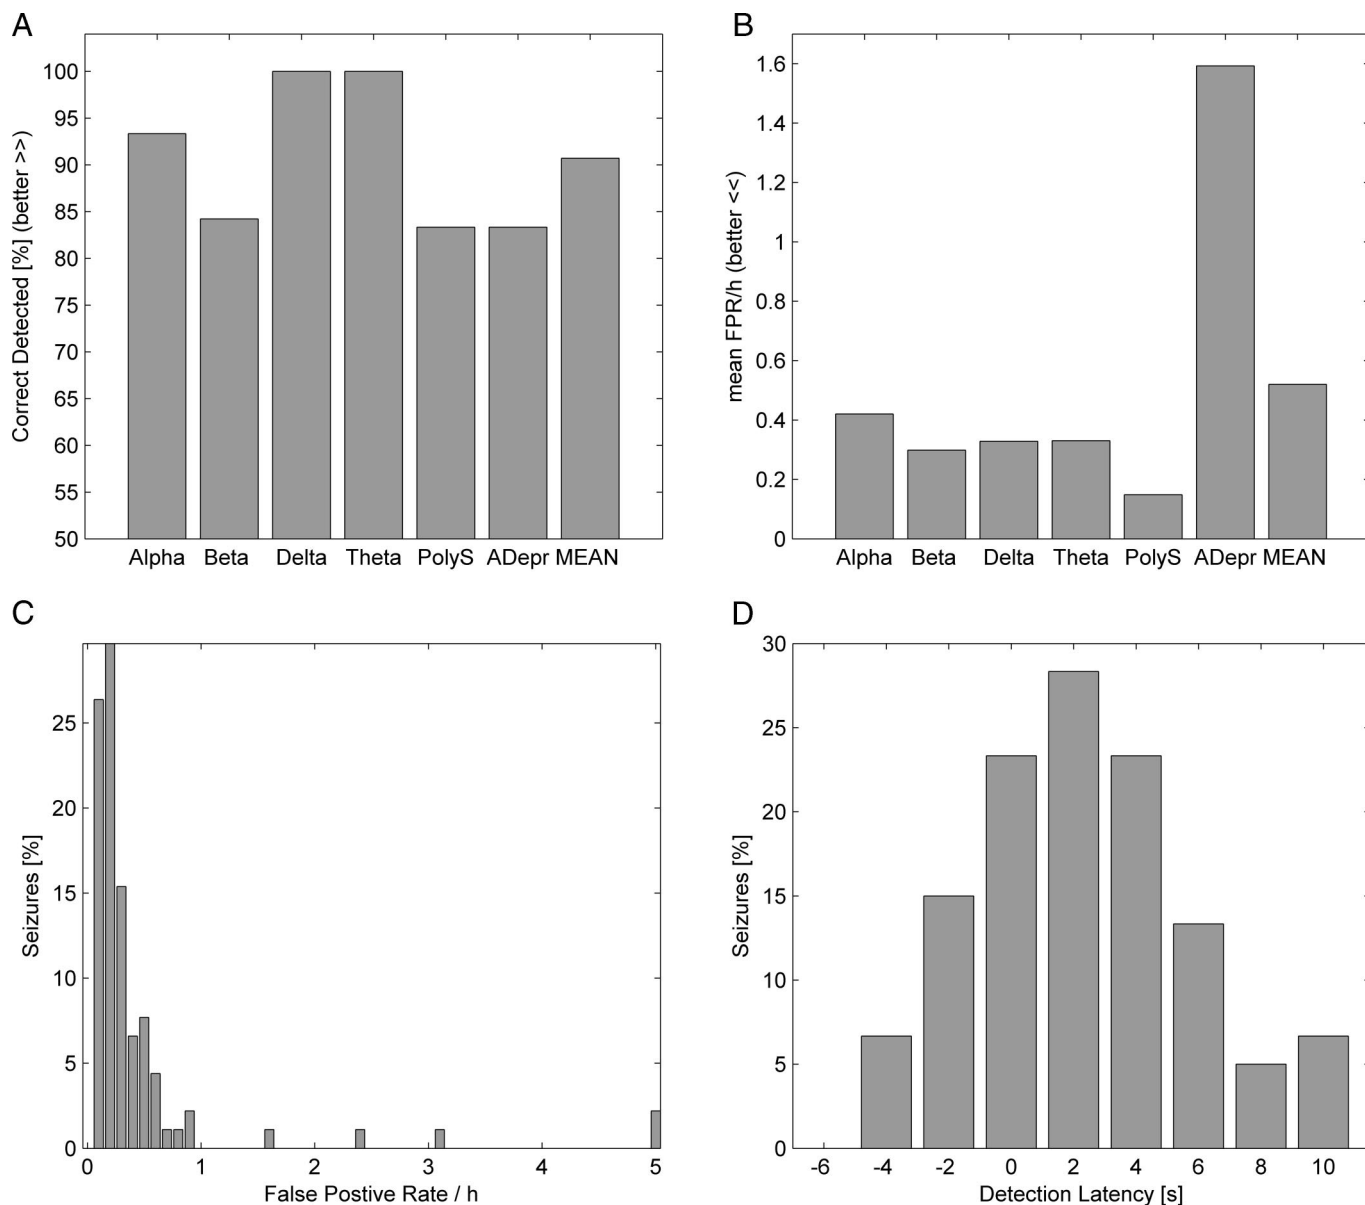 A
Correct Detected [%] (better >>)
100
95
90
85
80
75
70
65
60
55
50
Alpha Beta Delta Theta PolyS ADepr MEAN
B
mean FPR/h (better <<)
1.6
1.4
1.2
1
0.8
0.6
0.4
0.2
0
Alpha Beta Delta Theta PolyS ADepr MEAN
C
Seizures [%]
25
20
15
10
5
0
0 1 2 3 4 5
False Postive Rate / h
D
Seizures [%]
30
25
20
15
10
5
0
-6 -4 -2 0 2 4 6 8 10
Detection Latency [s]